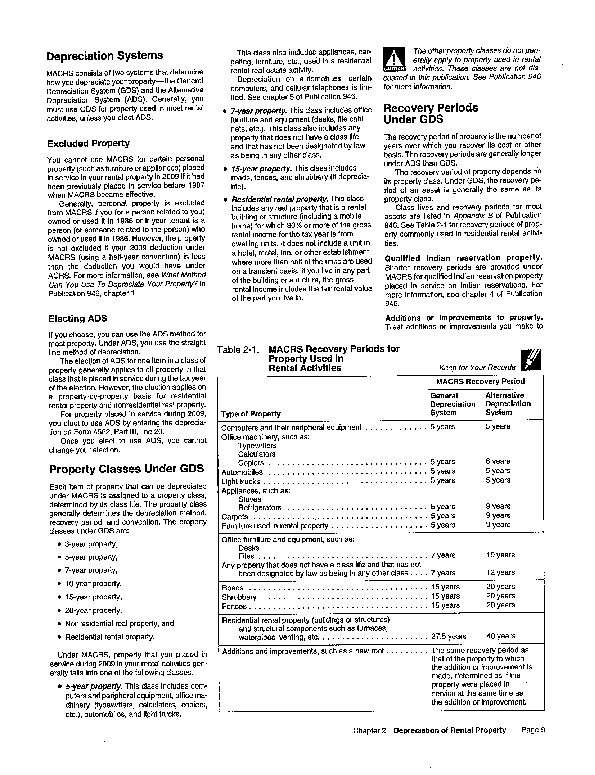 Depreciation Systems
MACRS consists of two systems that determine
how you depreciate your property—the General
Depreciation System (GDS) and the Alternative
Depreciation System (ADS). Generally, you
must use GDS for property used in most rental
activities, unless you elect ADS.
Excluded Property
You cannot use MACRS for certain personal
property (such as furniture or appliances) placed
in service in your rental property in 2009 if it had
been previously placed in service before 1987
when MACRS became effective.
Generally, personal property is excluded
from MACRS if you (or a person related to you)
owned or used it in 1986 or if your tenant is a
person (or someone related to the person) who
owned or used it in 1986. However, the property
is not excluded if your 2009 deduction under
MACRS (using a half-year convention) is less
than the deduction you would have under
ACRS. For more information, see What Method
Can You Use To Depreciate Your Property? in
Publication 946, chapter 1.
Electing ADS
If you choose, you can use the ADS method for
most property. Under ADS, you use the straight
line method of depreciation.
The election of ADS for one item in a class of
property generally applies to all property in that
class that is placed in service during the tax year
of the election. However, the election applies on
a property-by-property basis for residential
rental property and nonresidential real property.
For property placed in service during 2009,
you elect to use ADS by entering the deprecia-
tion on Form 4562, Part III, line 20.
Once you elect to use ADS, you cannot
change your election.
Property Classes Under GDS
Each item of property that can be depreciated
under MACRS is assigned to a property class,
determined by its class life. The property class
generally determines the depreciation method,
recovery period, and convention. The property
classes under GDS are:
• 3-year property,
• 5-year property,
• 7-year property,
• 10-year property,
• 15-year property,
• 20-year property,
• Nonresidential real property, and
• Residential rental property.
Under MACRS, property that you placed in
service during 2009 in your rental activities gen-
erally falls into one of the following classes.
• 5-year property. This class includes com-
puters and peripheral equipment, office ma-
chinery (typewriters, calculators, copiers,
etc.), automobiles, and light trucks.
This class also includes appliances, car-
peting, furniture, etc., used in a residential
rental real estate activity.
Depreciation on automobiles, certain
computers, and cellular telephones is lim-
ited. See chapter 5 of Publication 946.
• 7-year property. This class includes office
furniture and equipment (desks, file cabi-
nets, etc.). This class also includes any
property that does not have a class life
and that has not been designated by law
as being in any other class.
• 15-year property. This class includes
roads, fences, and shrubbery (if deprecia-
ble).
• Residential rental property. This class
includes any real property that is a rental
building or structure (including a mobile
home) for which 80% or more of the gross
rental income for the tax year is from
dwelling units. It does not include a unit in
a hotel, motel, inn, or other establishment
where more than half of the units are used
on a transient basis. If you live in any part
of the building or structure, the gross
rental income includes the fair rental value
of the part you live in.
CAUTION
The other property classes do not gen-
erally apply to property used in rental
activities. These classes are not dis-
cussed in this publication. See Publication 946
for more information.
Recovery Periods
Under GDS
The recovery period of property is the number of
years over which you recover its cost or other
basis. The recovery periods are generally longer
under ADS than GDS.
The recovery period of property depends on
its property class. Under GDS, the recovery pe-
riod of an asset is generally the same as its
property class.
Class lives and recovery periods for most
assets are listed in Appendix B of Publication
946. See Table 2-1 for recovery periods of prop-
erty commonly used in residential rental activi-
ties.
Qualified Indian reservation property.
Shorter recovery periods are provided under
MACRS for qualified Indian reservation property
placed in service on Indian reservations. For
more information, see chapter 4 of Publication
946.
Additions or improvements to property.
Treat additions or improvements you make to
Table 2-1. MACRS Recovery Periods for
Property Used in
Rental Activities Keep for Your Records
MACRS Recovery Period
Type of Property General Depreciation System Alternative Depreciation System
Computers and their peripheral equipment . . . . 5 years 5 years
Office machinery, such as:
Typewriters
Calculators
Copiers . . . . 5 years 6 years
Automobiles . . . . 5 years 5 years
Light trucks . . . . 5 years 5 years
Appliances, such as:
Stoves
Refrigerators . . . . 5 years 9 years
Carpets . . . . 5 years 9 years
Furniture used in rental property . . . . 5 years 9 years
Office furniture and equipment, such as:
Desks
Files . . . . 7 years 10 years
Any property that does not have a class life and that has not
been designated by law as being in any other class . . . . 7 years 12 years
Roads . . . . 15 years 20 years
Shrubbery . . . . 15 years 20 years
Fences . . . . 15 years 20 years
Residential rental property (buildings or structures)
and structural components such as furnaces,
waterpipes, venting, etc. . . . . 27.5 years 40 years
Additions and improvements, such as a new roof . . . . The same recovery period as
that of the property to which
the addition or improvement is
made, determined as if the
property were placed in
service at the same time as
the addition or improvement.
Chapter 2 Depreciation of Rental Property Page 9